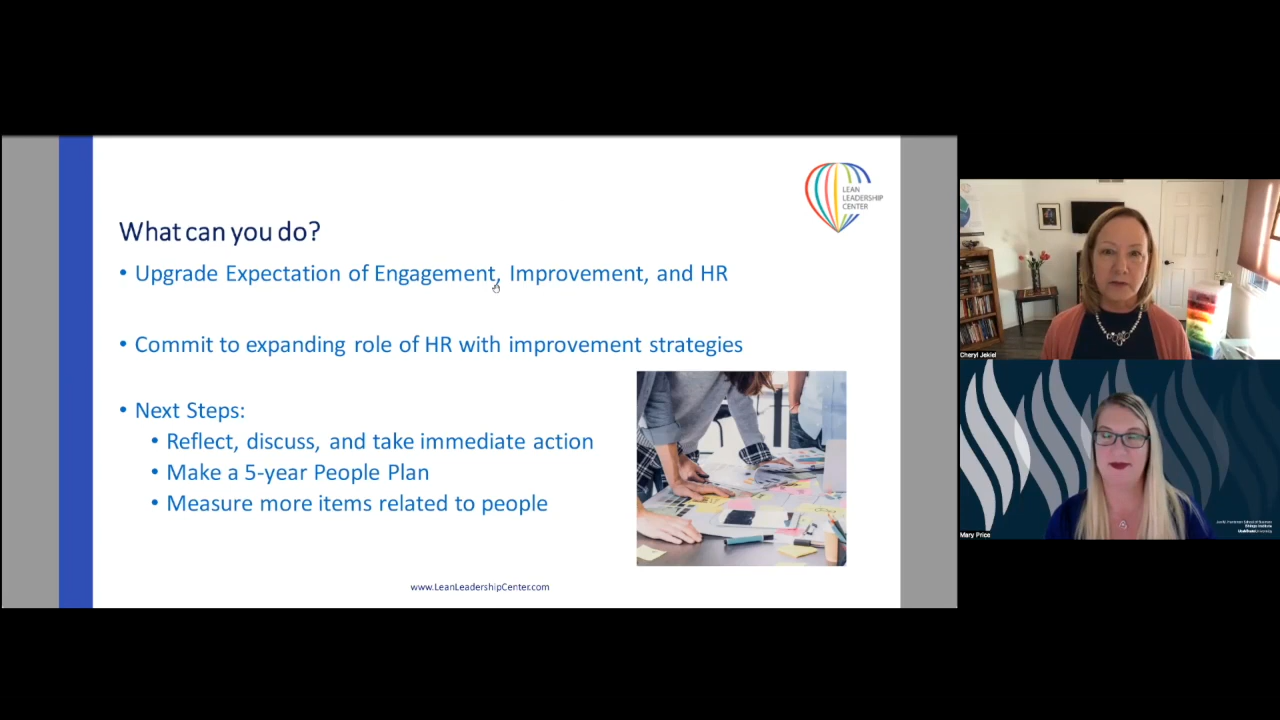 LEAN
LEADERSHIP
CENTER
What can you do?
• Upgrade Expectation of Engagement, Improvement, and HR
• Commit to expanding role of HR with improvement strategies
• Next Steps:
• Reflect, discuss, and take immediate action
• Make a 5-year People Plan
• Measure more items related to people
www.LeanLeadershipCenter.com
Cheryl Jekiel
Mary Price